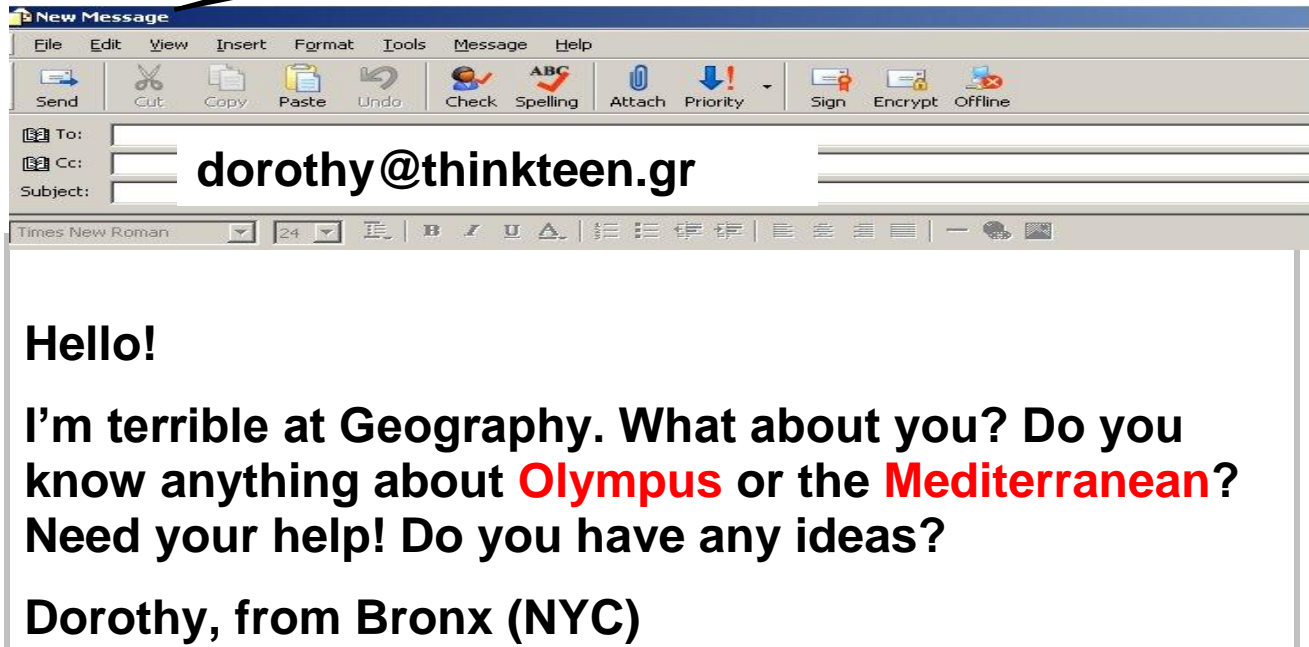 New Message
File Edit View Insert Format Tools Message Help
ABC
Send Cut Copy Paste Undo Check Spelling Attach Priority Sign Encrypt Offline
To:
Cc:
dorothy@thinkteen.gr
Subject:
Times New Roman 24 B I U A
Hello!
I’m terrible at Geography. What about you? Do you
know anything about Olympus or the Mediterranean?
Need your help! Do you have any ideas?
Dorothy, from Bronx (NYC)